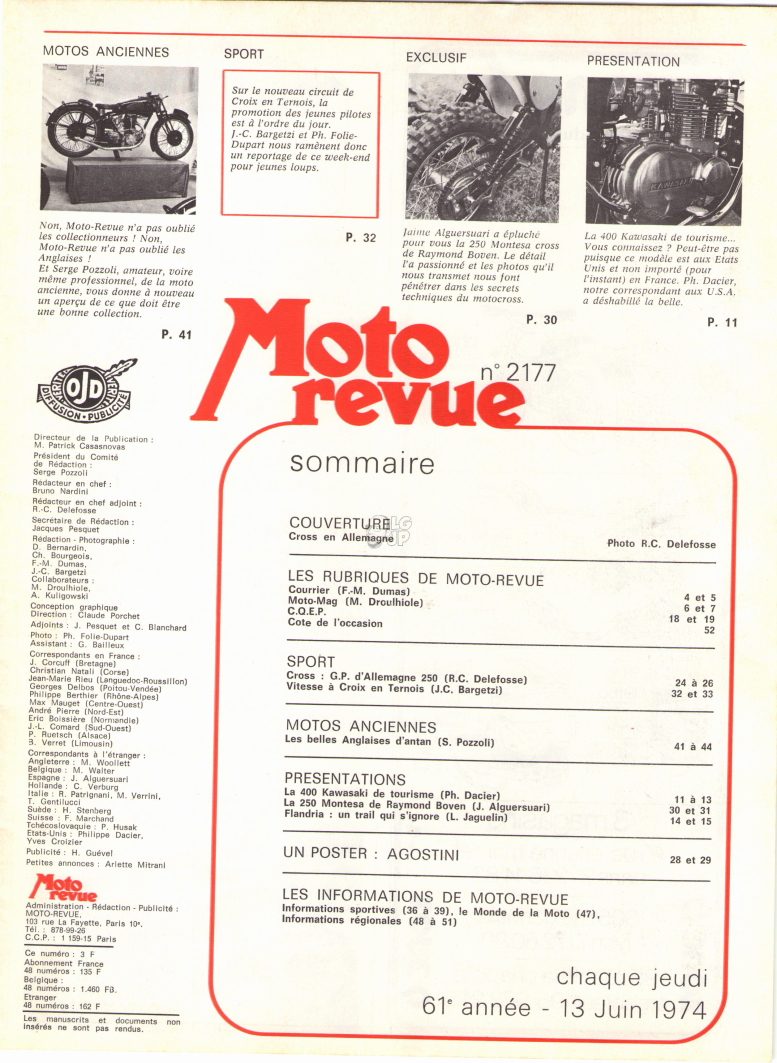 MOTOS ANCIENNES
Non, Moto-Revue n'a pas oublié
les collectionneurs ! Non,
Moto-Revue n'a pas oublié les
Anglaises !
Et Serge Pozzoli, amateur, voire
même professionnel, de la moto
ancienne, vous donne à nouveau
un aperçu de ce que doit être
une bonne collection.
P. 41
SPORT
Sur le nouveau circuit de
Croix en Ternois, la
promotion des jeunes pilotes
est à l'ordre du jour.
J.-C. Bargetzi et Ph. Folie-
Dupart nous ramènent donc
un reportage de ce week-end
pour jeunes loups.
P. 32
EXCLUSIF
Jaime Alguersuari a épluché
pour vous la 250 Montesa cross
de Raymond Boven. Le détail
l'a passionné et les photos qu'il
nous transmet nous font
pénétrer dans les secrets
techniques du motocross.
P. 30
PRESENTATION
KAWASAKI
La 400 Kawasaki de tourisme...
Vous connaissez ? Peut-être pas
puisque ce modèle est aux Etats
Unis et non importé (pour
l'instant) en France. Ph. Dacier,
notre correspondant aux U.S.A.
a déshabillé la belle.
P. 11
Moto
revue
n° 2177
OJD
DIFFUSION • PUBLICITÉ
Directeur de la Publication :
M. Patrick Casasnovas
Président du Comité
de Rédaction :
Serge Pozzoli
Rédacteur en chef :
Bruno Nardini
Rédacteur en chef adjoint :
R.-C. Delefosse
Secrétaire de Rédaction :
Jacques Pesquet
Rédaction - Photographie :
D. Bernardin,
Ch. Bourgeois,
F.-M. Dumas,
J.-C. Bargetzi
Collaborateurs :
M. Droulhiole,
A. Kuligowski
Conception graphique
Direction : Claude Porchet
Adjoints : J. Pesquet et C. Blanchard
Photo : Ph. Folie-Dupart
Assistant : G. Bailleux
Correspondants en France :
J. Corcuff (Bretagne)
Christian Natali (Corse)
Jean-Marie Rieu (Languedoc-Roussillon)
Georges Delbos (Poitou-Vendée)
Philippe Berthier (Rhône-Alpes)
Max Mauget (Centre-Ouest)
André Pierre (Nord-Est)
Eric Boissière (Normandie)
J.-L. Comard (Sud-Ouest)
P. Ruetsch (Alsace)
B. Verret (Limousin)
Correspondants à l'étranger :
Angleterre : M. Woollett
Belgique : M. Walter
Espagne : J. Alguersuari
Hollande : C. Verburg
Italie : R. Patrignani, M. Verrini,
T. Gentilucci
Suède : H. Stenberg
Suisse : F. Marchand
Tchécoslovaquie : P. Husak
Etats-Unis : Philippe Dacier,
Yves Croizier
Publicité : H. Guével
Petites annonces : Arlette Mitrani
Moto
revue
Administration - Rédaction - Publicité :
MOTO-REVUE,
103 rue La Fayette, Paris 10e.
Tél. : 878-99-26
C.C.P. : 1 159-15 Paris
Ce numéro : 3 F
Abonnement France
48 numéros : 135 F
Belgique :
48 numéros : 1.460 FB.
Etranger
48 numéros : 162 F
Les manuscrits et documents non
insérés ne sont pas rendus.
sommaire
COUVERTURE
Cross en Allemagne Photo R.C. Delefosse
LES RUBRIQUES DE MOTO-REVUE
Courrier (F.-M. Dumas) 4 et 5
Moto-Mag (M. Droulhiole) 6 et 7
C.Q.E.P. 18 et 19
Cote de l'occasion 52
SPORT
Cross : G.P. d'Allemagne 250 (R.C. Delefosse) 24 à 26
Vitesse à Croix en Ternois (J.C. Bargetzi) 32 et 33
MOTOS ANCIENNES
Les belles Anglaises d'antan (S. Pozzoli) 41 à 44
PRESENTATIONS
La 400 Kawasaki de tourisme (Ph. Dacier) 11 à 13
La 250 Montesa de Raymond Boven (J. Alguersuari) 30 et 31
Flandria : un trail qui s'ignore (L. Jaguelin) 14 et 15
UN POSTER : AGOSTINI 28 et 29
LES INFORMATIONS DE MOTO-REVUE
Informations sportives (36 à 39), le Monde de la Moto (47),
Informations régionales (48 à 51)
chaque jeudi
61e année - 13 Juin 1974